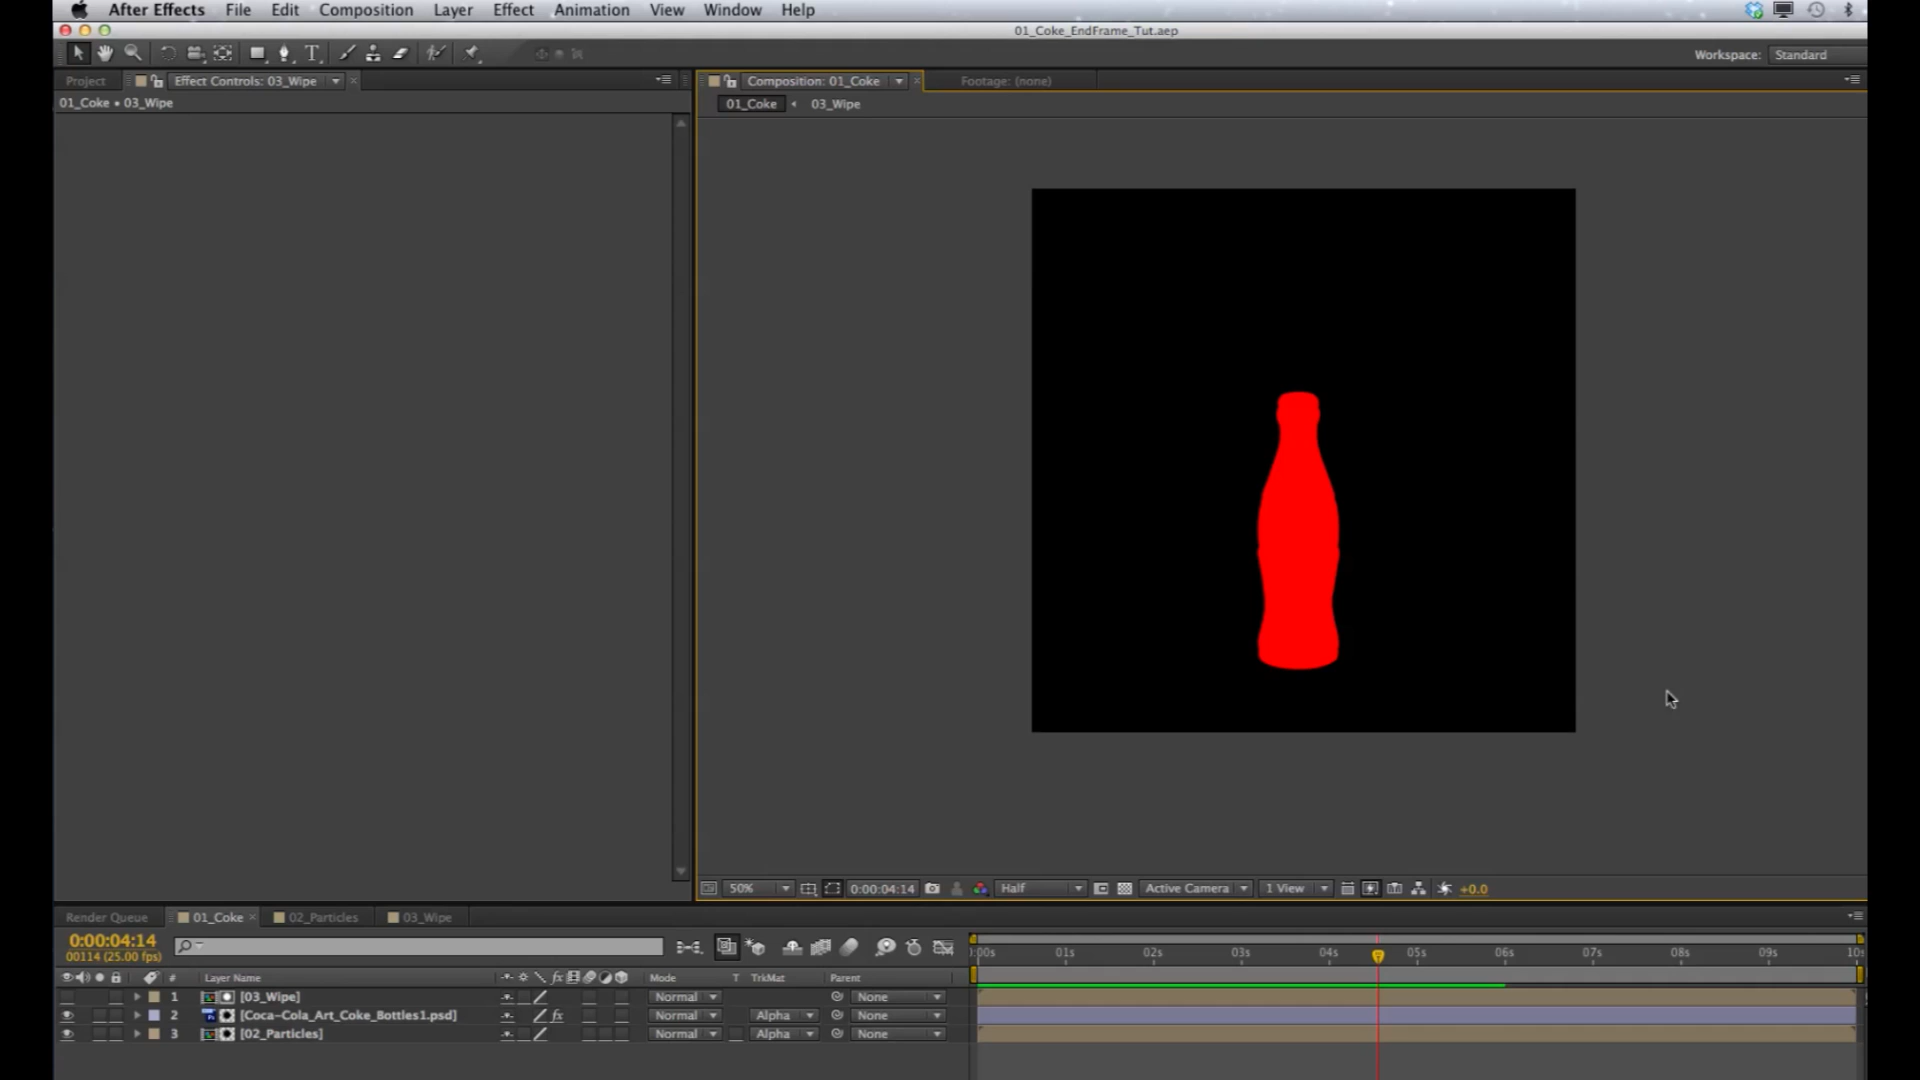 After Effects File Edit Composition Layer Effect Animation View Window Help
01_Coke_EndFrame_Tut.aep
T Workspace: Standard
Project Effect Controls: 03_Wipe Composition: 01_Coke Footage: (none)
01_Coke • 03_Wipe 01_Coke 03_Wipe
50% 0:00:04:14 Half Active Camera 1 View +0.0
Render Queue 01_Coke 02_Particles 03_Wipe
0:00:04:14
00114 (25.00 fps)
:00s 01s 02s 03s 04s 05s 06s 07s 08s 09s 10s
# Layer Name fx Mode T TrkMat Parent
1 [03_Wipe] Normal None
2 [Coca-Cola_Art_Coke_Bottles1.psd] fx Normal Alpha None
3 [02_Particles] Normal Alpha None